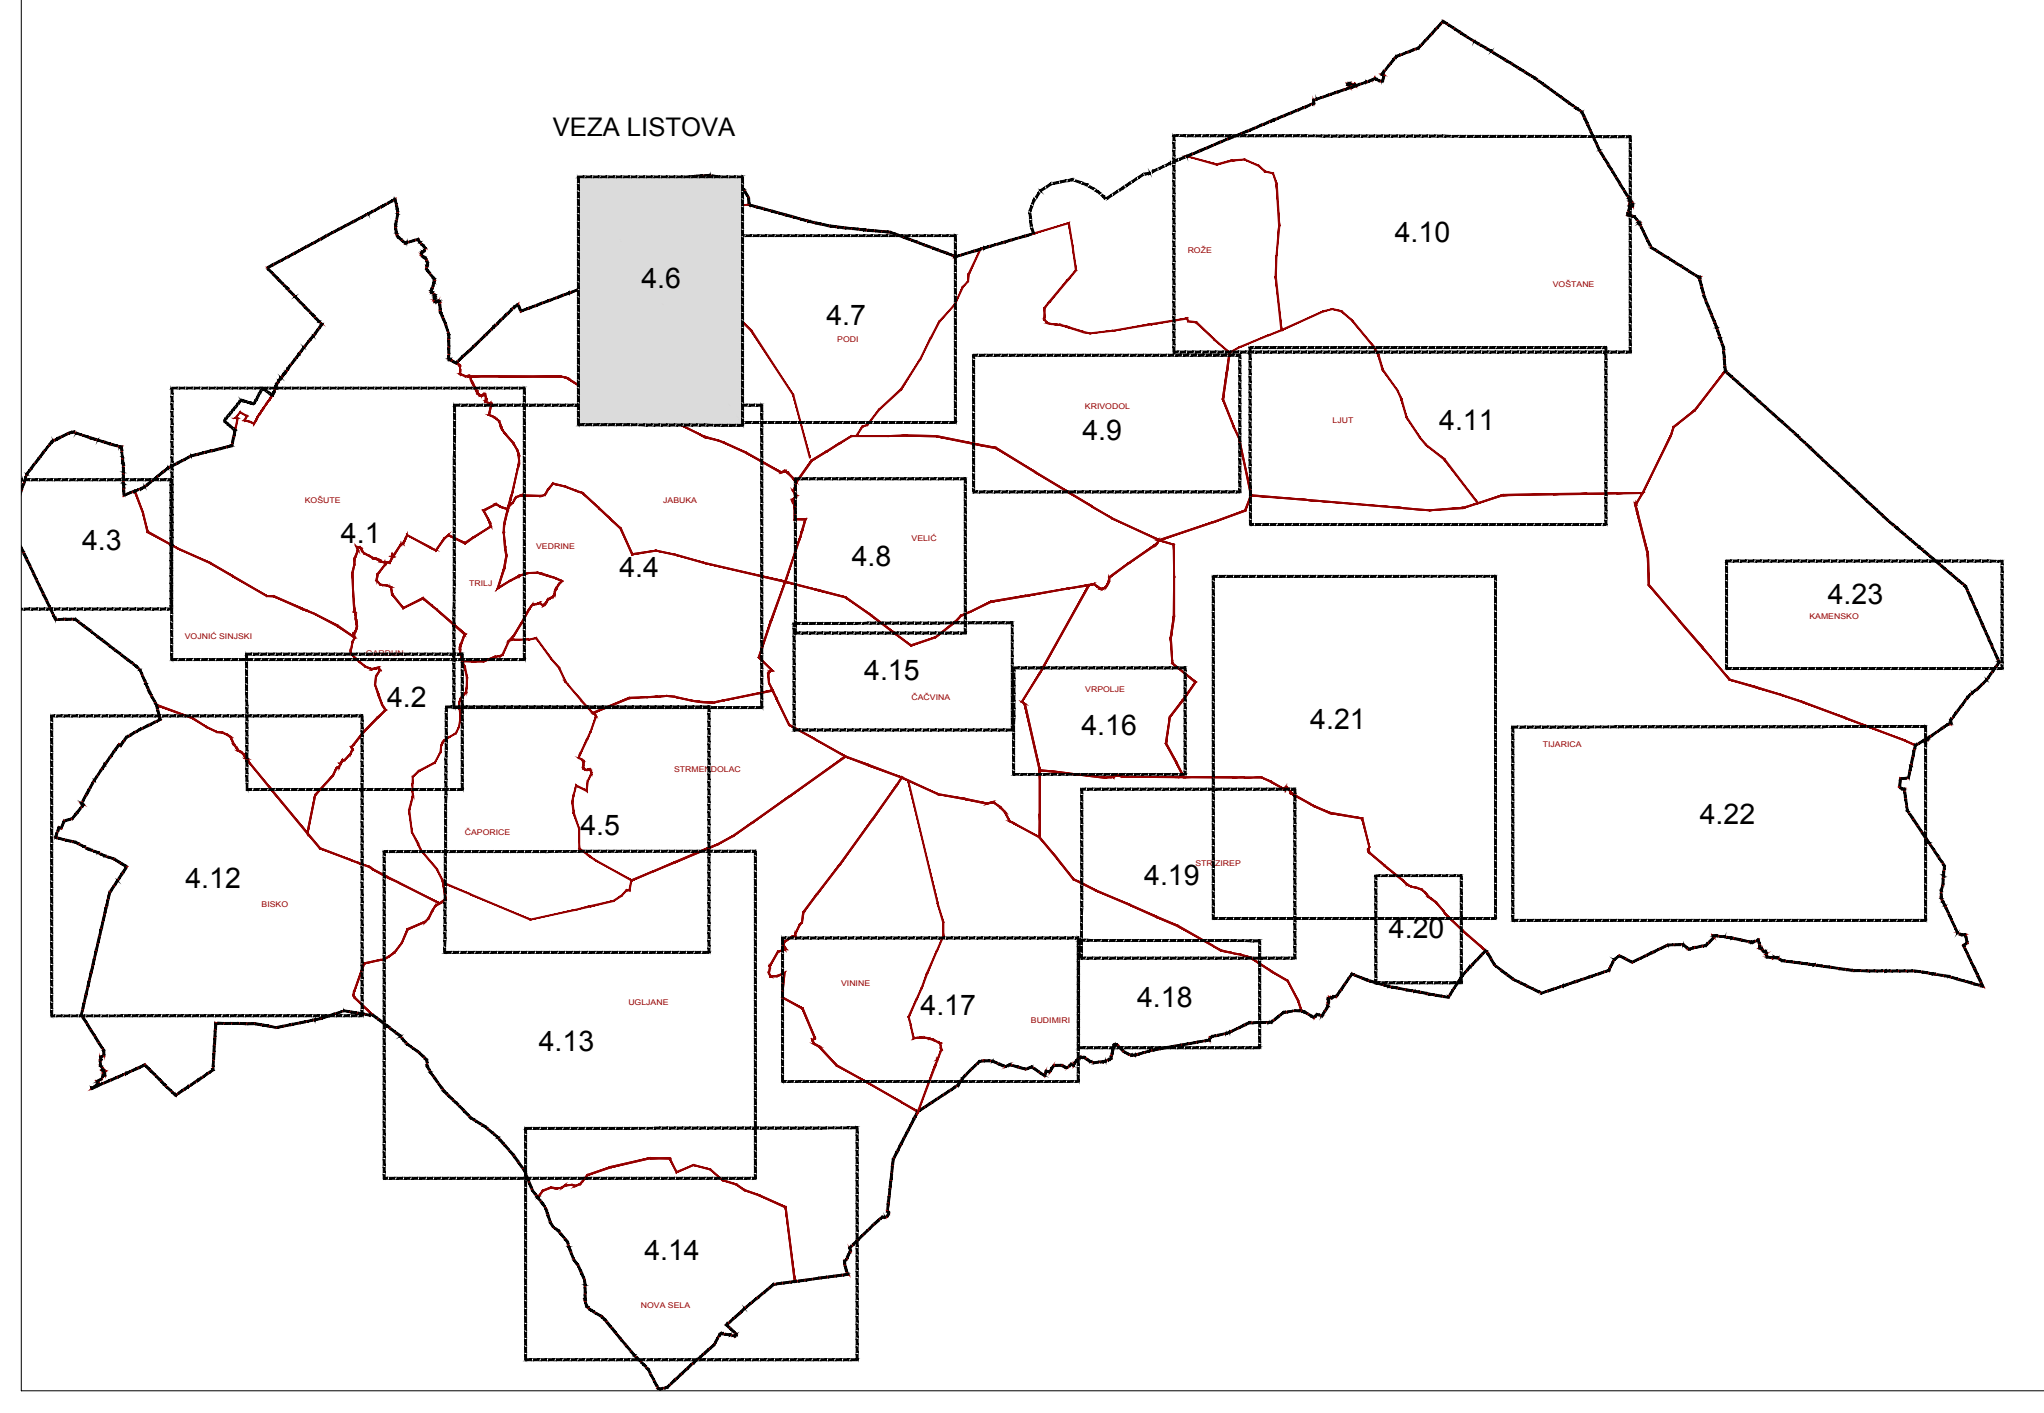 VEZA LISTOVA
4.10
4.6
ROŽE
VOŠTANE
4.7
PODI
KRIVODOL
4.9
LJUT
4.11
KOŠUTE
JABUKA
4.3
4.1
VEDRINE
4.4
VELIĆ
4.8
TRILJ
4.23
KAMENSKO
VOJNIĆ SINJSKI
GARDUN
4.2
4.15
ČAČVINA
VRPOLJE
4.16
4.21
TIJARICA
STRMENDOLAC
ČAPORICE
4.5
4.22
4.12
BISKO
STRIZIREP
4.19
4.20
VININE
UGLJANE
4.17
4.18
BUDIMIRI
4.13
4.14
NOVA SELA